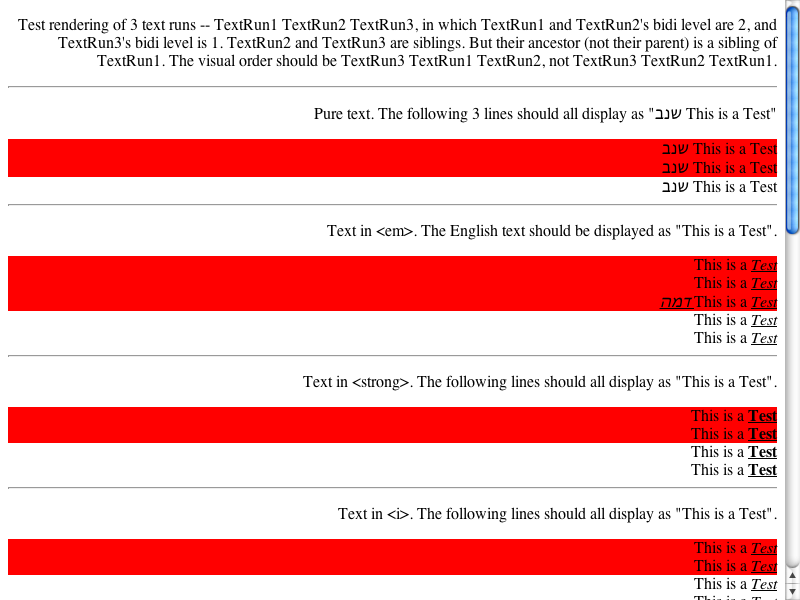 Test rendering of 3 text runs -- TextRun1 TextRun2 TextRun3, in which TextRun1 and TextRun2's bidi level are 2, and
TextRun3's bidi level is 1. TextRun2 and TextRun3 are siblings. But their ancestor (not their parent) is a sibling of
TextRun1. The visual order should be TextRun3 TextRun1 TextRun2, not TextRun3 TextRun2 TextRun1.
Pure text. The following 3 lines should all display as "שנב This is a Test"
שנב This is a Test
שנב This is a Test
שנב This is a Test
Text in <em>. The English text should be displayed as "This is a Test".
This is a Test
This is a Test
דמה This is a Test
This is a Test
This is a Test
Text in <strong>. The following lines should all display as "This is a Test".
This is a Test
This is a Test
This is a Test
This is a Test
Text in <i>. The following lines should all display as "This is a Test".
This is a Test
This is a Test
This is a Test